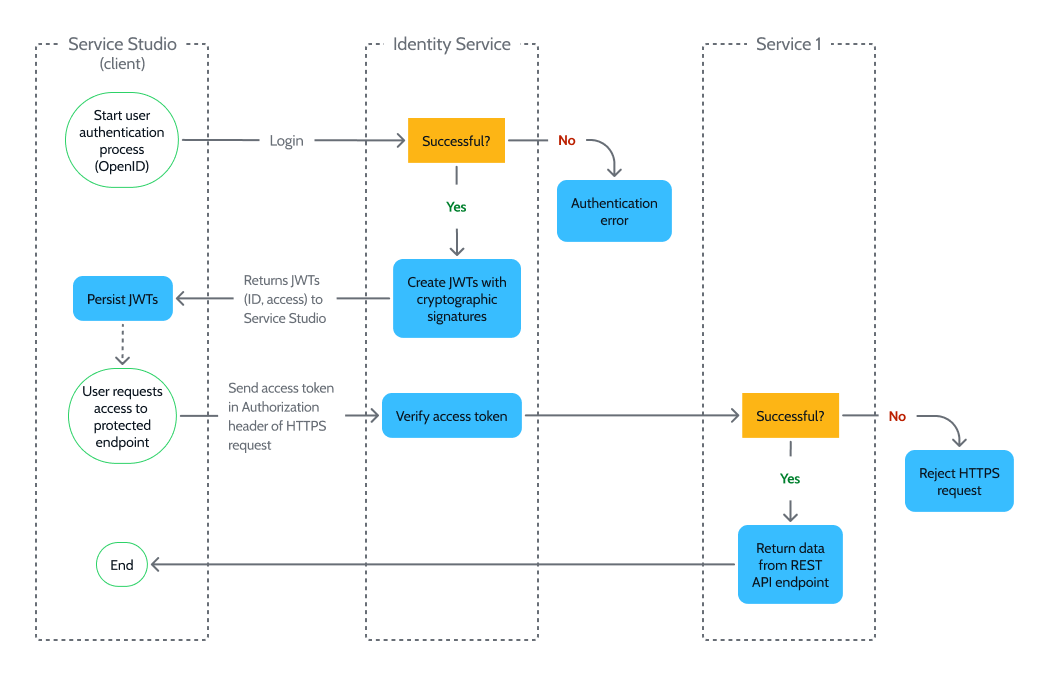 Service Studio
(client)
Identity Service
Service 1
Start user
authentication
process
(OpenID)
Login
Successful?
No
Authentication
error
Yes
Persist JWTs
Returns JWTs
(ID, access) to
Service Studio
Create JWTs with
cryptographic
signatures
User requests
access to
protected
endpoint
Send access token
in Authorization
header of HTTPS
request
Verify access token
Successful?
No
Reject HTTPS
request
Yes
Return data
from REST
API endpoint
End